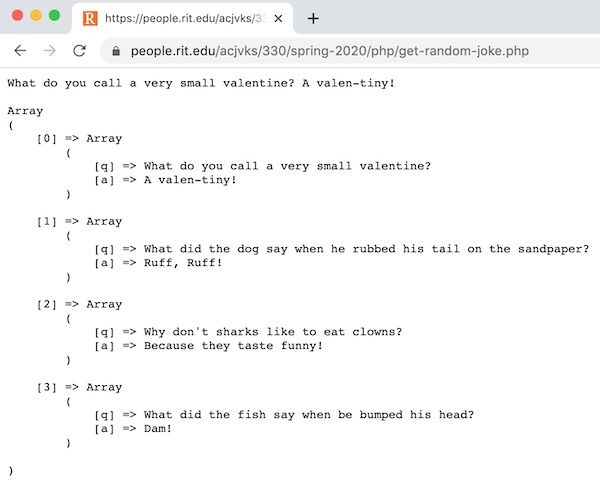 R https://people.rit.edu/acjvks/33
people.rit.edu/acjvks/330/spring-2020/php/get-random-joke.php
What do you call a very small valentine? A valen-tiny!
Array
(
    [0] => Array
        (
            [q] => What do you call a very small valentine?
            [a] => A valen-tiny!
        )
    [1] => Array
        (
            [q] => What did the dog say when he rubbed his tail on the sandpaper?
            [a] => Ruff, Ruff!
        )
    [2] => Array
        (
            [q] => Why don't sharks like to eat clowns?
            [a] => Because they taste funny!
        )
    [3] => Array
        (
            [q] => What did the fish say when be bumped his head?
            [a] => Dam!
        )
)